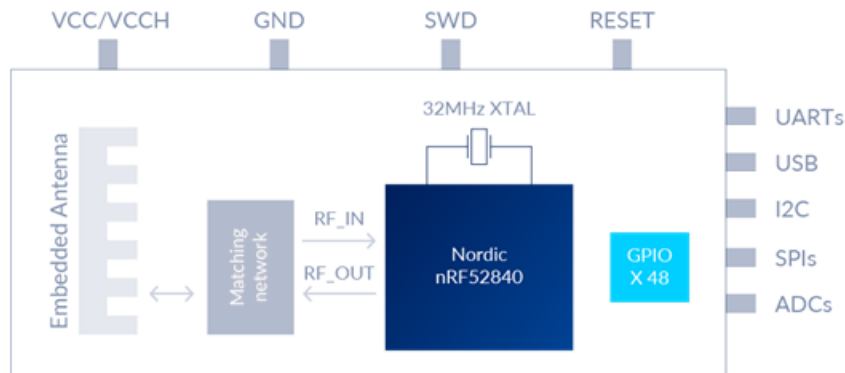 VCC/VCCH
GND
SWD
RESET
32MHz XTAL
Embedded Antenna
Matching
network
RF_IN
RF_OUT
Nordic
nRF52840
GPIO
X 48
UARTs
USB
I2C
SPIs
ADCs